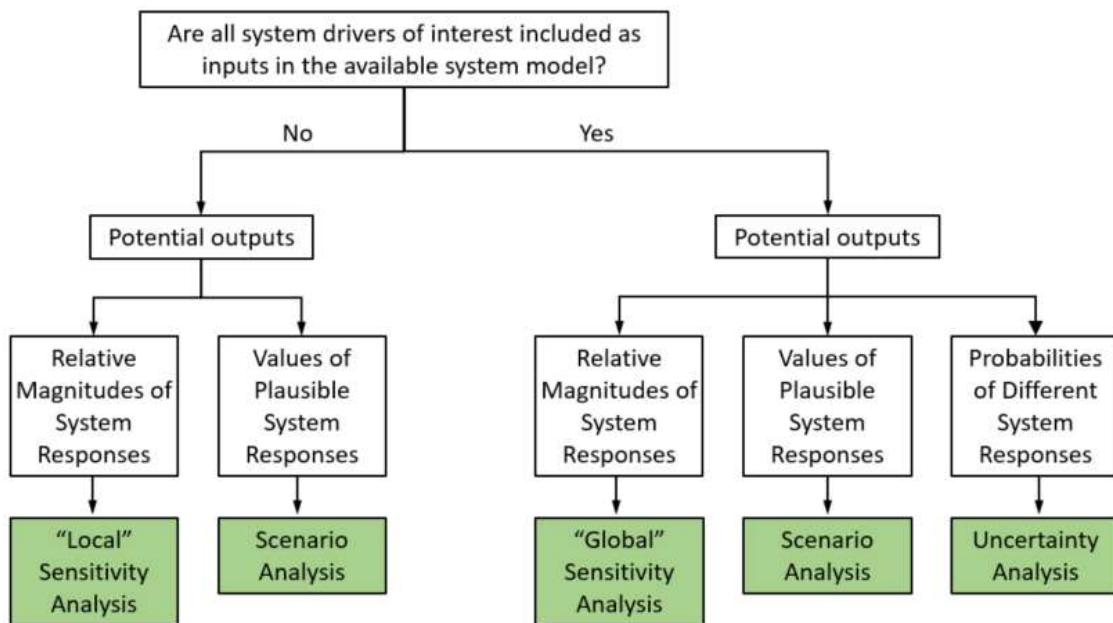 Are all system drivers of interest included as
inputs in the available system model?
No
Yes
Potential outputs
Potential outputs
Relative
Magnitudes of
System
Responses
Values of
Plausible
System
Responses
Relative
Magnitudes of
System
Responses
Values of
Plausible
System
Responses
Probabilities
of Different
System
Responses
“Local”
Sensitivity
Analysis
Scenario
Analysis
“Global”
Sensitivity
Analysis
Scenario
Analysis
Uncertainty
Analysis